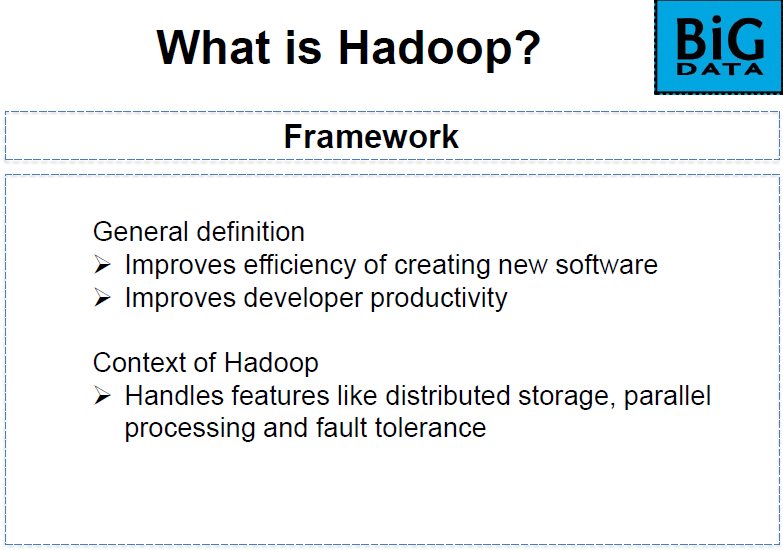 What is Hadoop?
BiG
DATA
Framework
General definition
➢ Improves efficiency of creating new software
➢ Improves developer productivity
Context of Hadoop
➢ Handles features like distributed storage, parallel
processing and fault tolerance